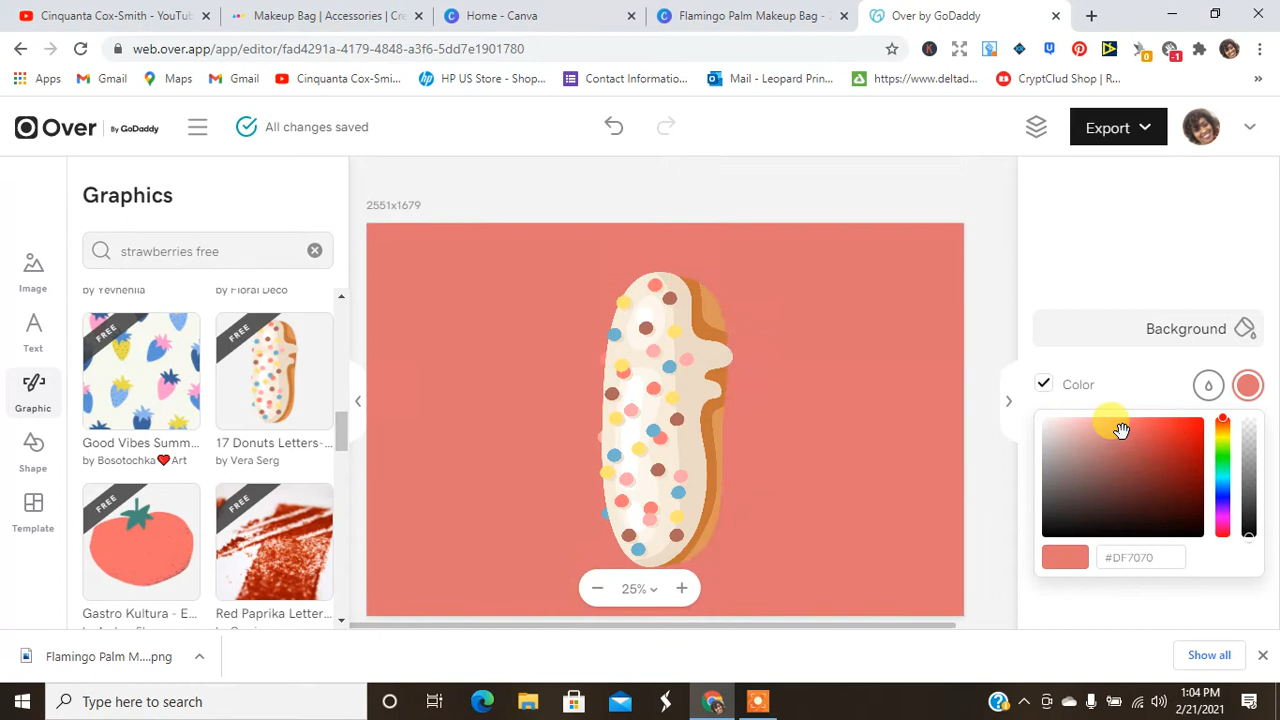 Cinquanta Cox-Smith - YouTub
Makeup Bag | Accessories | Cre
Home - Canva
Flamingo Palm Makeup Bag - 2
Over by GoDaddy
web.over.app/app/editor/fad4291a-4179-4848-a3f6-5dd7e1901780
Apps
Gmail
Maps
Gmail
Cinquanta Cox-Smi...
HP US Store - Shop...
Contact Informatio...
Mail - Leopard Prin...
https://www.deltad...
CryptClud Shop | R...
Over By GoDaddy
All changes saved
Export
Graphics
2551x1679
strawberries free
by Yevheniia
by Floral Deco
Image
Text
Graphic
Shape
Template
FREE
FREE
Good Vibes Summ...
17 Donuts Letters-...
by Bosotochka❤Art
by Vera Serg
FREE
FREE
Gastro Kultura - E...
Red Paprika Letter...
Background
Color
#DF7070
25%
Flamingo Palm M....png
Show all
Type here to search
1:04 PM
2/21/2021
0
-1